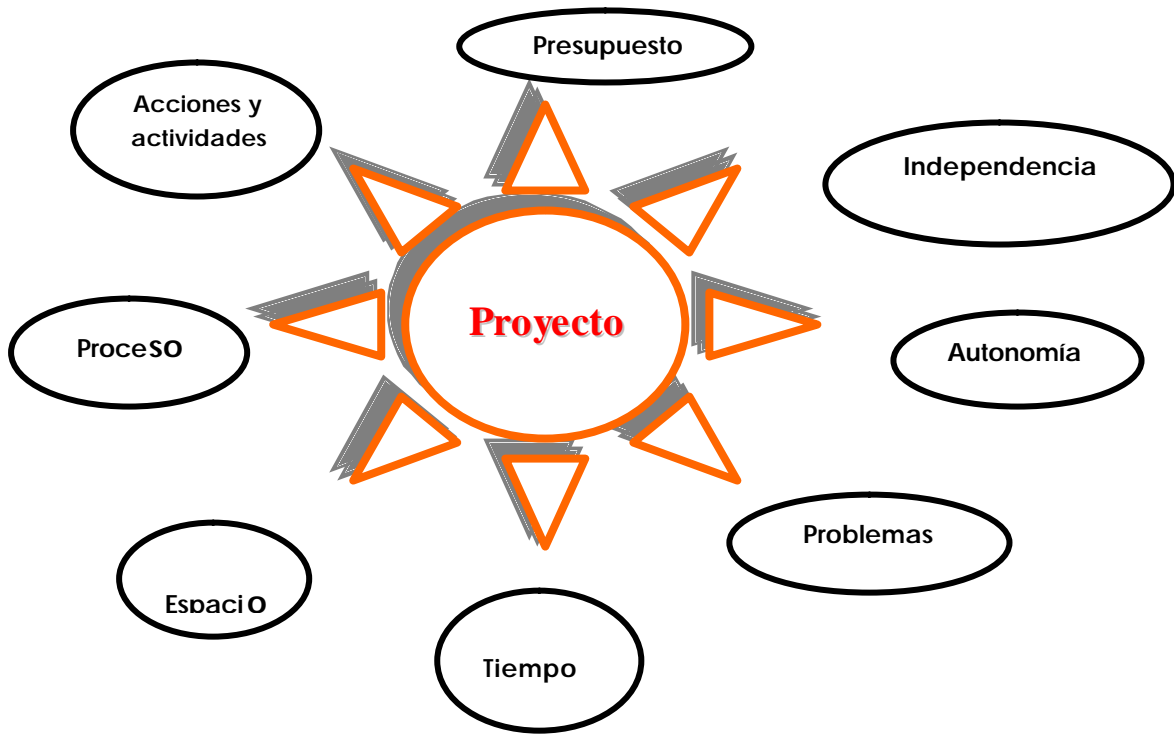 Presupuesto
Acciones y
actividades
Independencia
Proyecto
Proceso
Autonomía
Problemas
Espacio
Tiempo